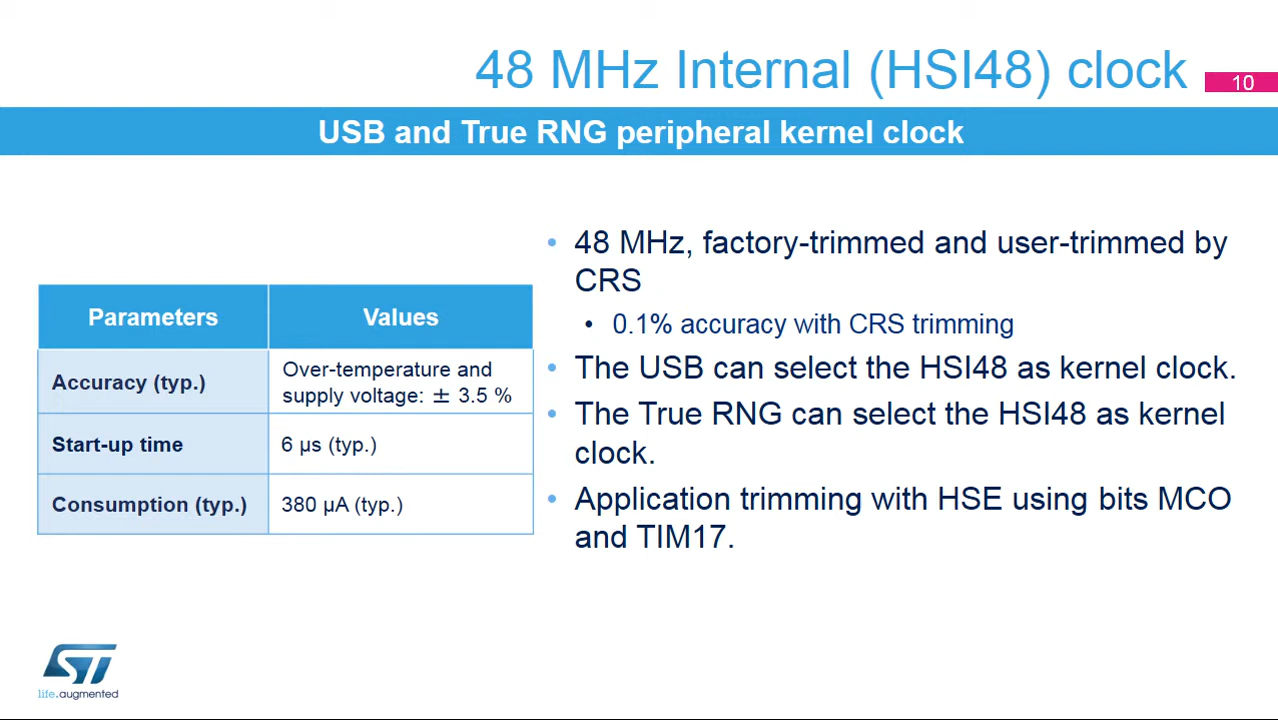 48 MHz Internal (HSI48) clock
10
USB and True RNG peripheral kernel clock
Parameters
Values
Accuracy (typ.)
Over-temperature and
supply voltage: ± 3.5 %
Start-up time
6 µs (typ.)
Consumption (typ.)
380 µA (typ.)
• 48 MHz, factory-trimmed and user-trimmed by
CRS
• 0.1% accuracy with CRS trimming
• The USB can select the HSI48 as kernel clock.
• The True RNG can select the HSI48 as kernel
clock.
• Application trimming with HSE using bits MCO
and TIM17.
ST
life.augmented